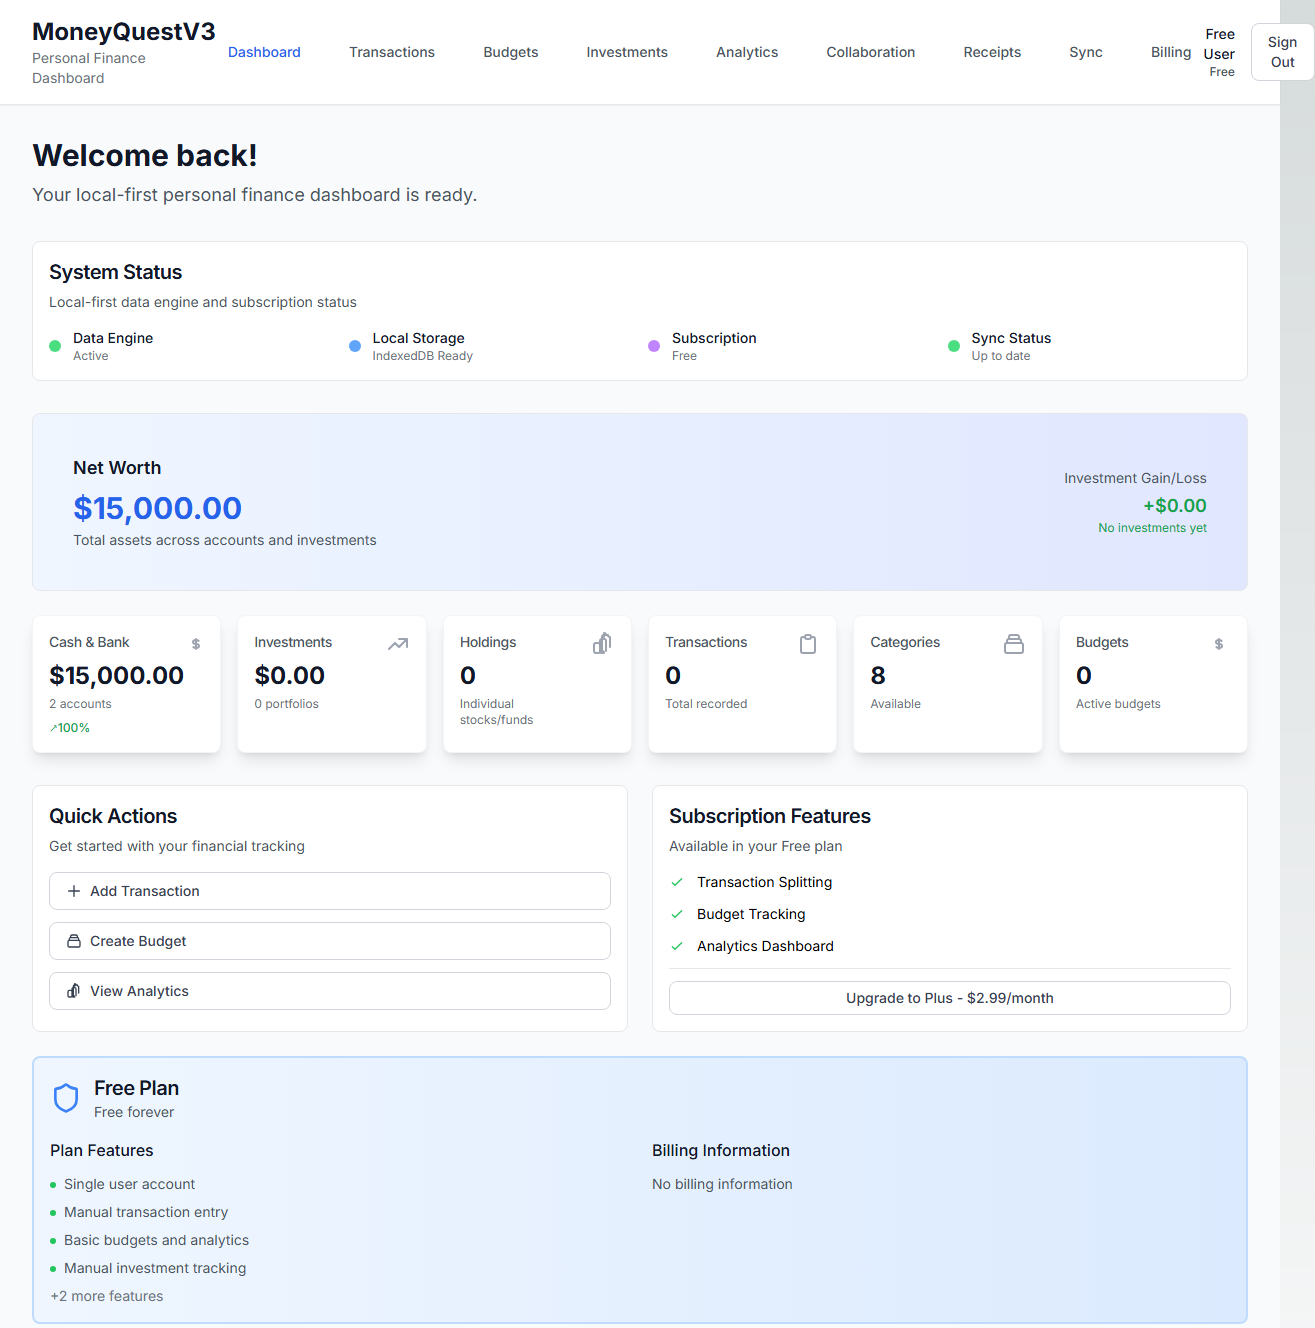 MoneyQuestV3
Personal Finance
Dashboard
Dashboard
Transactions
Budgets
Investments
Analytics
Collaboration
Receipts
Sync
Billing
Free
User
Free
Sign
Out
Welcome back!
Your local-first personal finance dashboard is ready.
System Status
Local-first data engine and subscription status
Data Engine
Active
Local Storage
IndexedDB Ready
Subscription
Free
Sync Status
Up to date
Net Worth
$15,000.00
Total assets across accounts and investments
Investment Gain/Loss
+$0.00
No investments yet
Cash & Bank
$
$15,000.00
2 accounts
↗100%
Investments
$0.00
0 portfolios
Holdings
0
Individual
stocks/funds
Transactions
0
Total recorded
Categories
8
Available
Budgets
$
0
Active budgets
Quick Actions
Get started with your financial tracking
Add Transaction
Create Budget
View Analytics
Subscription Features
Available in your Free plan
Transaction Splitting
Budget Tracking
Analytics Dashboard
Upgrade to Plus - $2.99/month
Free Plan
Free forever
Plan Features
Single user account
Manual transaction entry
Basic budgets and analytics
Manual investment tracking
+2 more features
Billing Information
No billing information